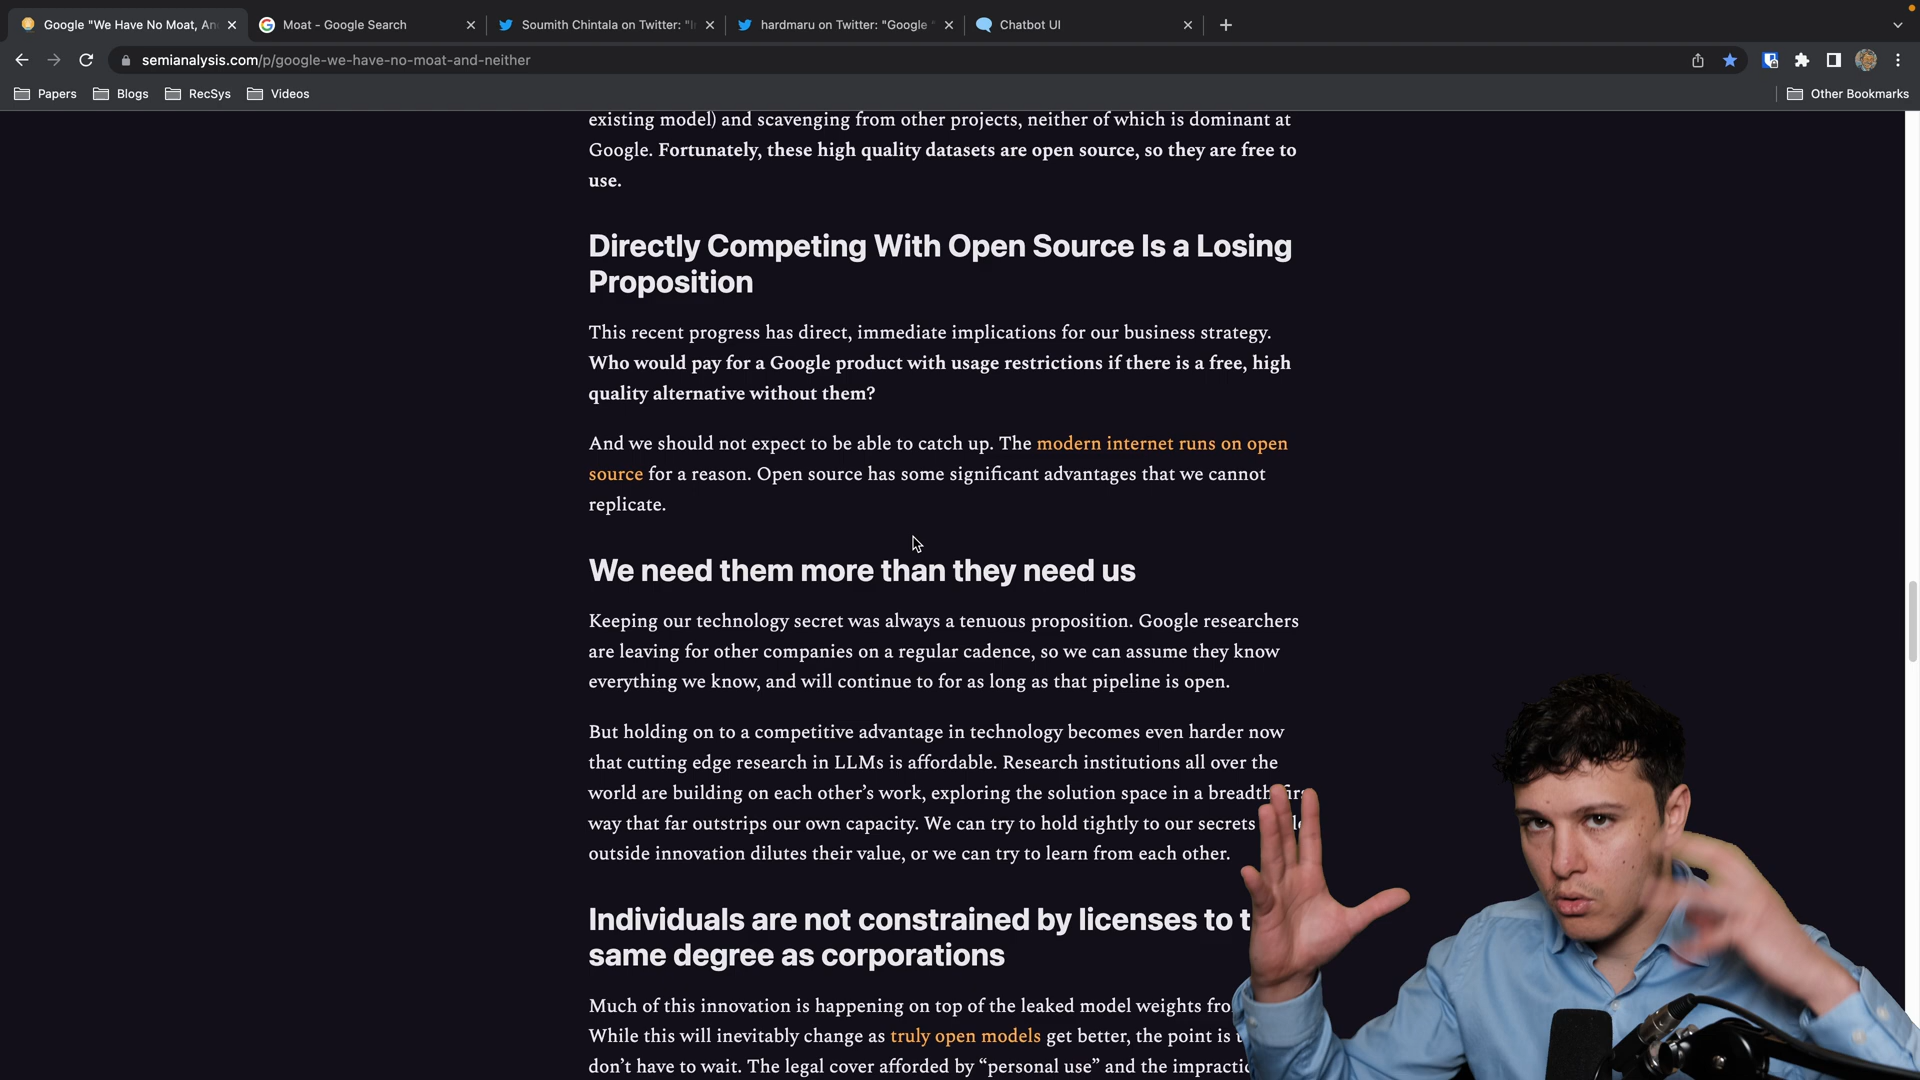 Google "We Have No Moat, An
Moat - Google Search
Soumith Chintala on Twitter: "I
hardmaru on Twitter: "Google "
Chatbot UI
semianalysis.com/p/google-we-have-no-moat-and-neither
Papers
Blogs
RecSys
Videos
Other Bookmarks
existing model) and scavenging from other projects, neither of which is dominant at
Google. Fortunately, these high quality datasets are open source, so they are free to
use.
Directly Competing With Open Source Is a Losing
Proposition
This recent progress has direct, immediate implications for our business strategy.
Who would pay for a Google product with usage restrictions if there is a free, high
quality alternative without them?
And we should not expect to be able to catch up. The modern internet runs on open
source for a reason. Open source has some significant advantages that we cannot
replicate.
We need them more than they need us
Keeping our technology secret was always a tenuous proposition. Google researchers
are leaving for other companies on a regular cadence, so we can assume they know
everything we know, and will continue to for as long as that pipeline is open.
But holding on to a competitive advantage in technology becomes even harder now
that cutting edge research in LLMs is affordable. Research institutions all over the
world are building on each other's work, exploring the solution space in a breadth
way that far outstrips our own capacity. We can try to hold tightly to our secrets
outside innovation dilutes their value, or we can try to learn from each other.
Individuals are not constrained by licenses to t
same degree as corporations
Much of this innovation is happening on top of the leaked model weights fro
While this will inevitably change as truly open models get better, the point is
don't have to wait. The legal cover afforded by "personal use" and the impractic